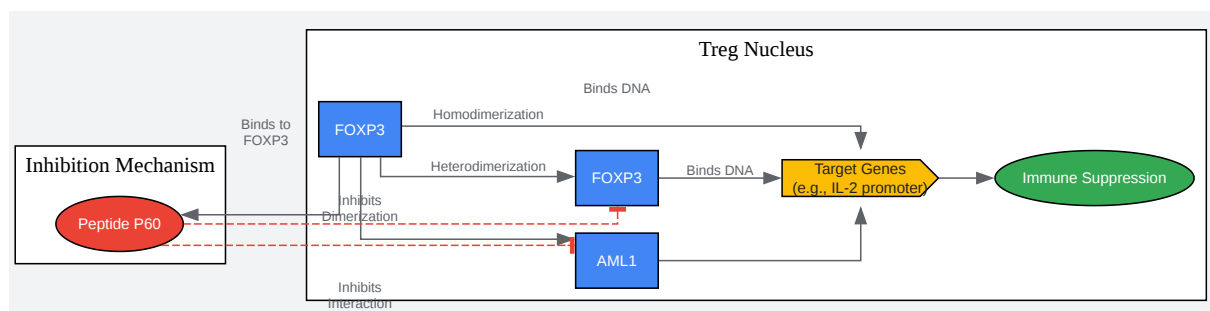 Treg Nucleus
Binds DNA
Homodimerization
Binds to
FOXP3
FOXP3
Inhibition Mechanism
Heterodimerization
FOXP3
Binds DNA
Target Genes
(e.g., IL-2 promoter)
Immune Suppression
Inhibits
Dimerization
Peptide P60
AML1
Inhibits
Interaction